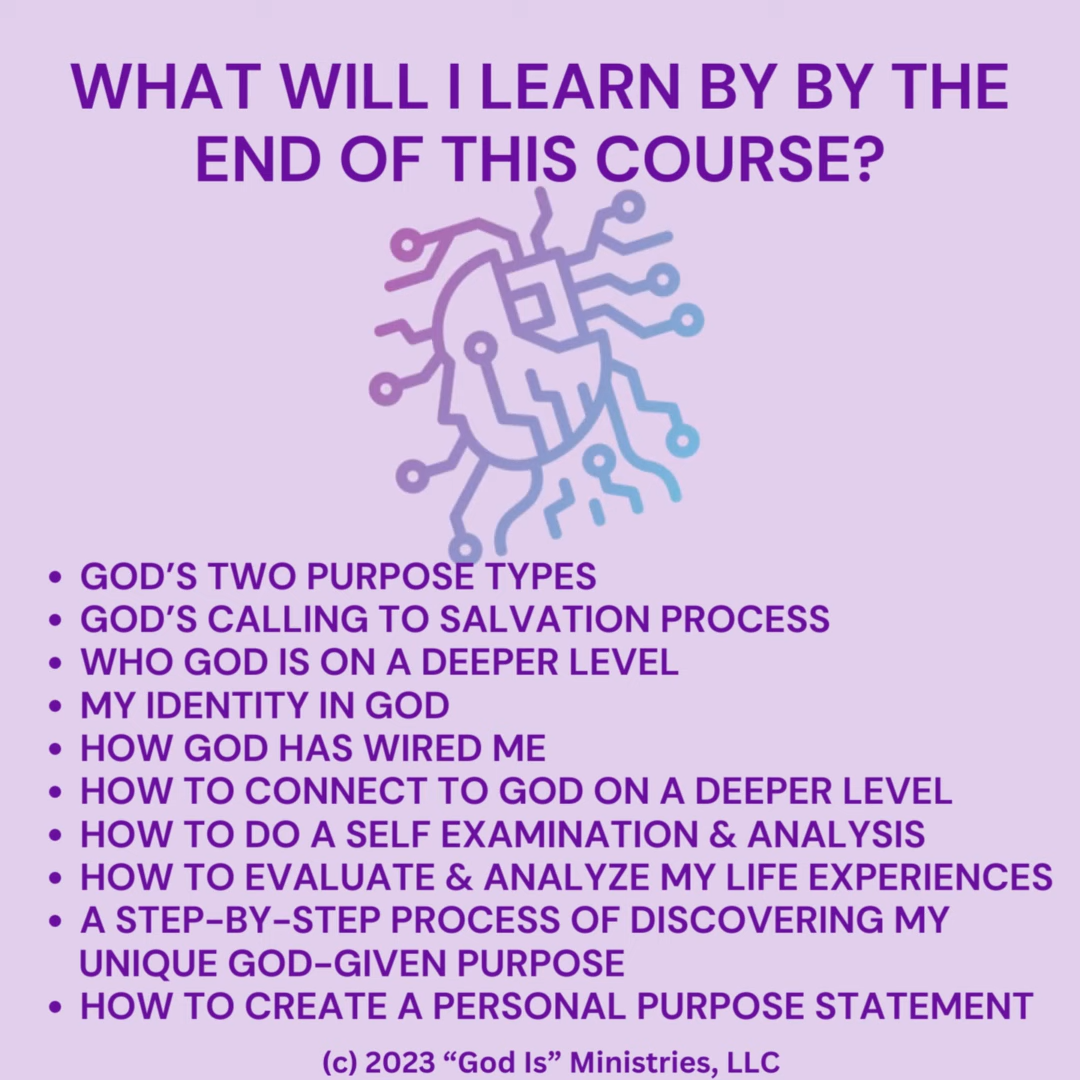 WHAT WILL I LEARN BY BY THE
END OF THIS COURSE?
• GOD’S TWO PURPOSE TYPES
• GOD’S CALLING TO SALVATION PROCESS
• WHO GOD IS ON A DEEPER LEVEL
• MY IDENTITY IN GOD
• HOW GOD HAS WIRED ME
• HOW TO CONNECT TO GOD ON A DEEPER LEVEL
• HOW TO DO A SELF EXAMINATION & ANALYSIS
• HOW TO EVALUATE & ANALYZE MY LIFE EXPERIENCES
• A STEP-BY-STEP PROCESS OF DISCOVERING MY
UNIQUE GOD-GIVEN PURPOSE
• HOW TO CREATE A PERSONAL PURPOSE STATEMENT
(c) 2023 “God Is” Ministries, LLC